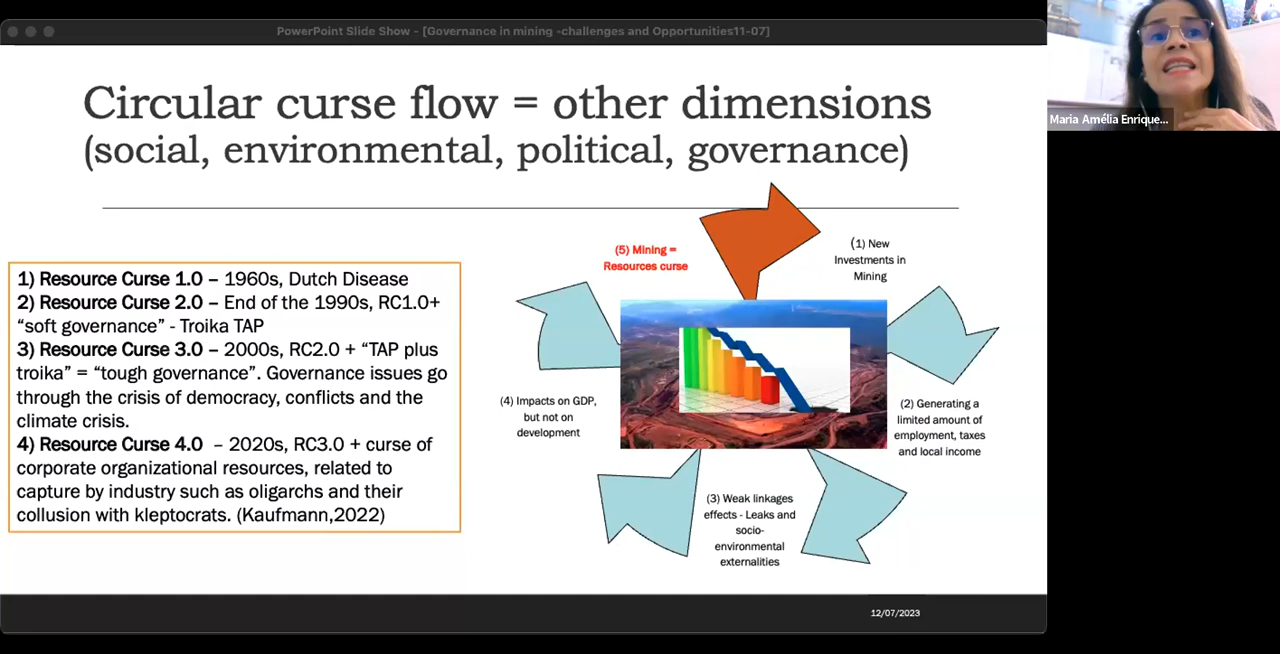 PowerPoint Slide Show - [Governance in mining -challenges and Opportunities11-07]
Maria Amélia Enrique...
Circular curse flow = other dimensions
(social, environmental, political, governance)
1) Resource Curse 1.0 – 1960s, Dutch Disease
2) Resource Curse 2.0 – End of the 1990s, RC1.0+
“soft governance” - Troika TAP
3) Resource Curse 3.0 – 2000s, RC2.0 + “TAP plus
troika” = “tough governance”. Governance issues go
through the crisis of democracy, conflicts and the
climate crisis.
4) Resource Curse 4.0 – 2020s, RC3.0 + curse of
corporate organizational resources, related to
capture by industry such as oligarchs and their
collusion with kleptocrats. (Kaufmann,2022)
(5) Mining =
Resources curse
(1) New
Investments in
Mining
(2) Generating a
limited amount of
employment, taxes
and local income
(3) Weak linkages
effects - Leaks and
socio-
environmental
externalities
(4) Impacts on GDP,
but not on
development
12/07/2023